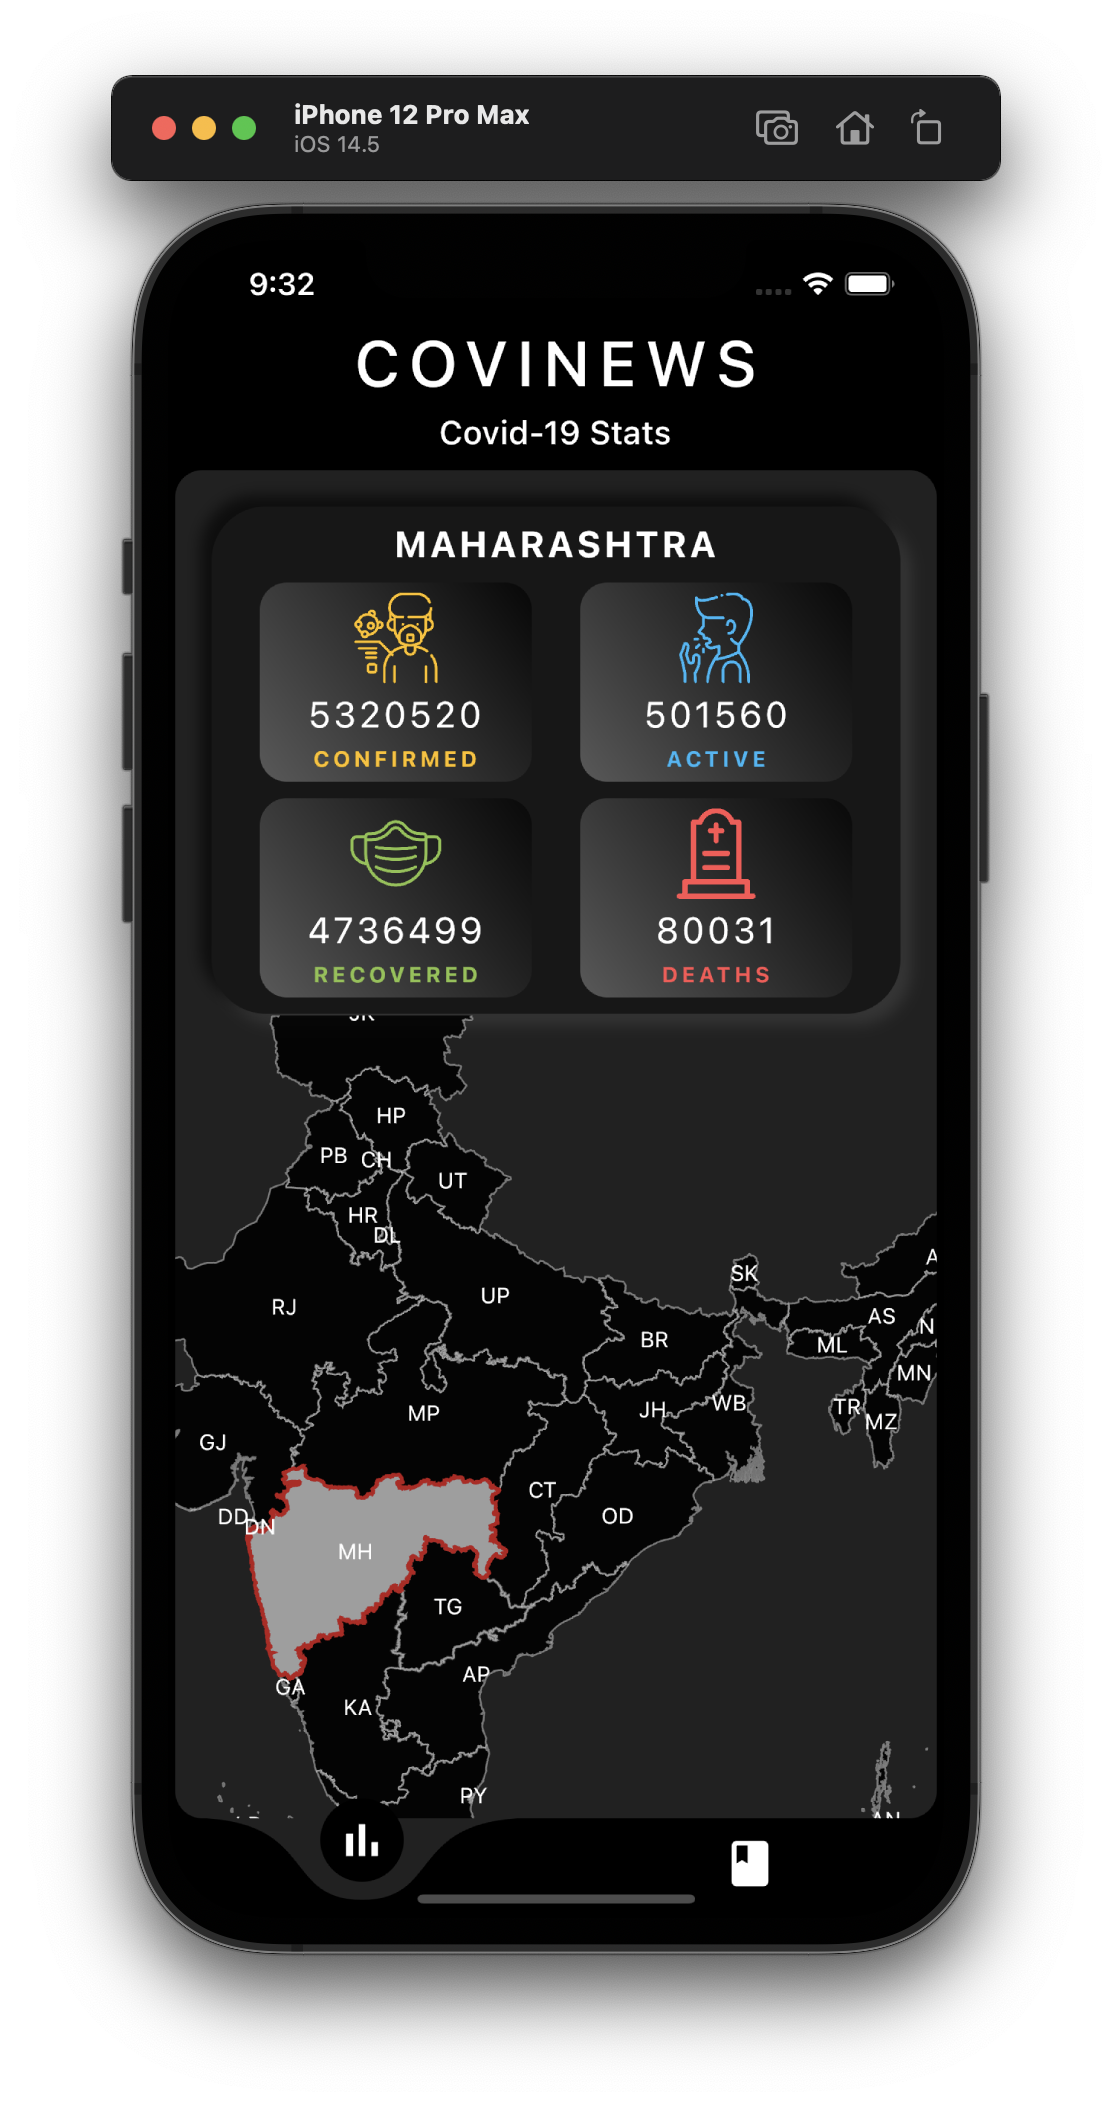 iPhone 12 Pro Max
iOS 14.5
9:32
COVINEWS
Covid-19 Stats
MAHARASHTRA
5320520
CONFIRMED
501560
ACTIVE
4736499
RECOVERED
80031
DEATHS
JK
HP
PB
CH
UT
HR
DL
SK
A
UP
RJ
AS
N
BR
ML
MN
JH
WB
TR
MZ
MP
GJ
CT
OD
DD
DN
MH
TG
AP
GA
KA
PY
AN